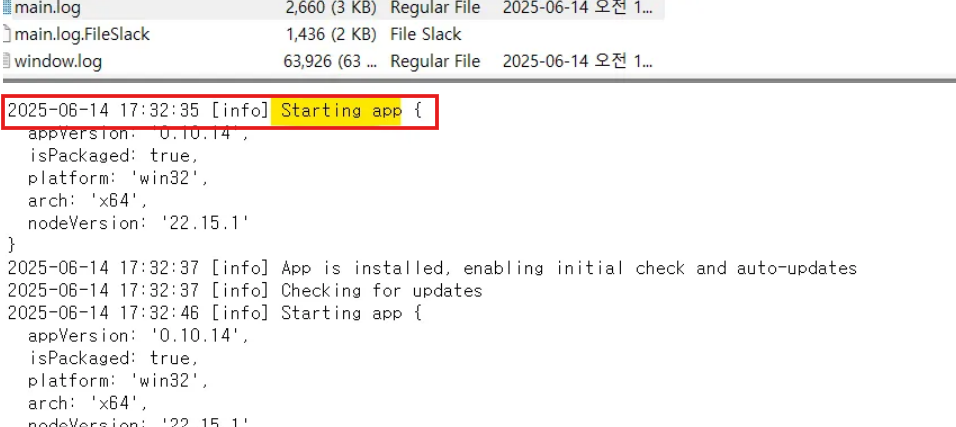 main.log 2,660 (3 KB) Regular File 2025-06-14 오전 1...
main.log.FileSlack 1,436 (2 KB) File Slack
window.log 63,926 (63 ... Regular File 2025-06-14 오전 1...
2025-06-14 17:32:35 [info] Starting app {
appVersion: '0.10.14',
isPackaged: true,
platform: 'win32',
arch: 'x64',
nodeVersion: '22.15.1'
}
2025-06-14 17:32:37 [info] App is installed, enabling initial check and auto-updates
2025-06-14 17:32:37 [info] Checking for updates
2025-06-14 17:32:46 [info] Starting app {
appVersion: '0.10.14',
isPackaged: true,
platform: 'win32',
arch: 'x64',
nodeVersion: '22.15.1'